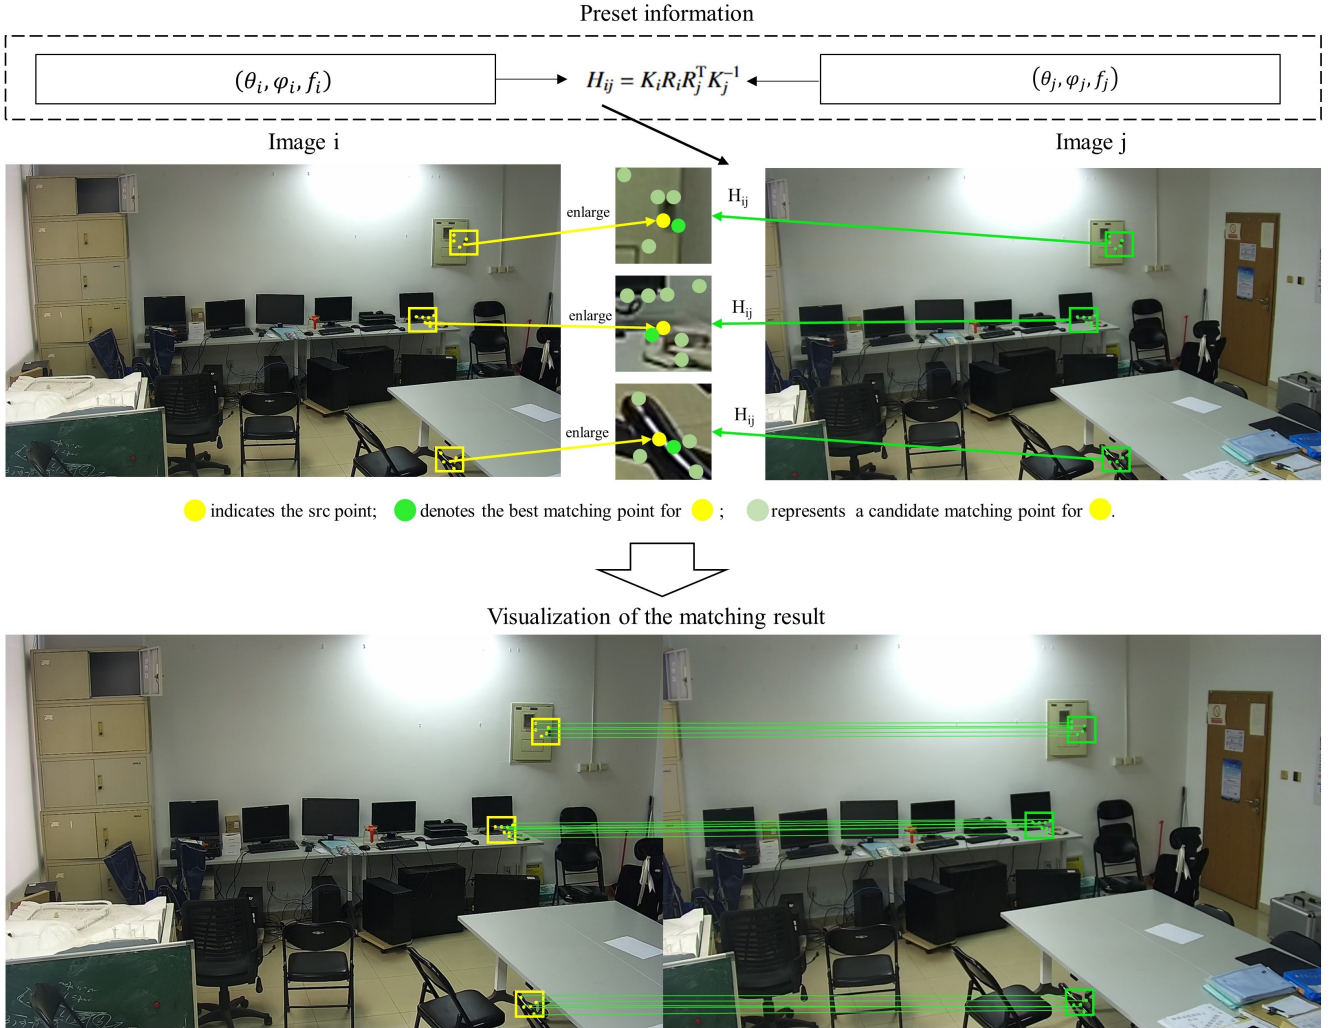 Preset information
(θᵢ, φᵢ, fᵢ)
Hᵢⱼ = KᵢRᵢRⱼᵀKⱼ⁻¹
(θⱼ, φⱼ, fⱼ)
Image i
Image j
enlarge
Hᵢⱼ
enlarge
Hᵢⱼ
enlarge
Hᵢⱼ
indicates the src point; denotes the best matching point for ; represents a candidate matching point for .
Visualization of the matching result